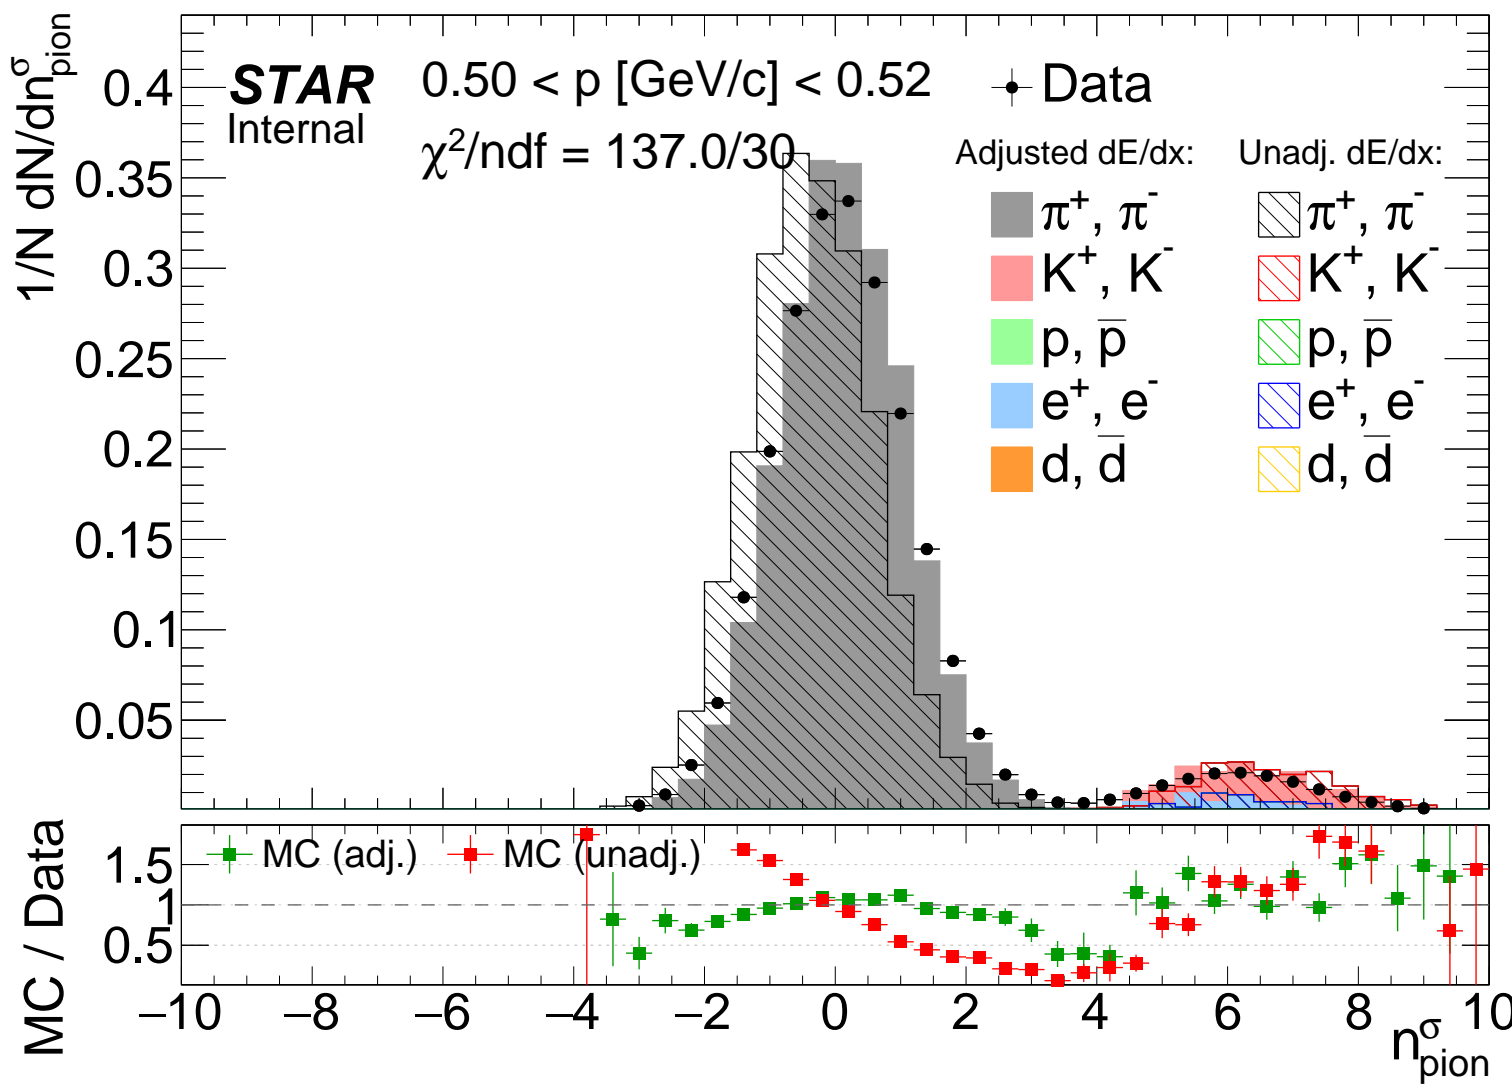 1/N dN/dn^σ_pion
0.4
0.35
0.3
0.25
0.2
0.15
0.1
0.05
STAR
Internal
0.50 < p [GeV/c] < 0.52
χ²/ndf = 137.0/30
Data
Adjusted dE/dx: Unadj. dE/dx:
π⁺, π⁻ π⁺, π⁻
K⁺, K⁻ K⁺, K⁻
p, p̅ p, p̅
e⁺, e⁻ e⁺, e⁻
d, d̅ d, d̅
MC / Data
1.5
1
0.5
MC (adj.) MC (unadj.)
−10 −8 −6 −4 −2 0 2 4 6 8 10
n^σ_pion